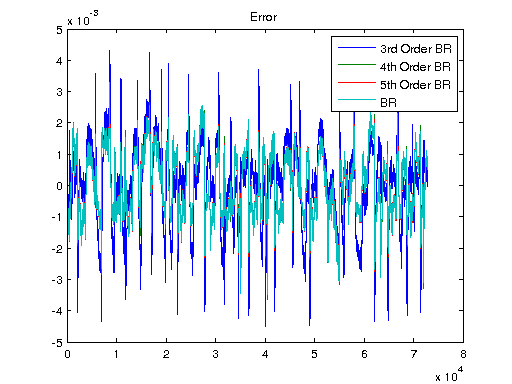 Error
x 10^-3
5
4
3
2
1
0
-1
-2
-3
-4
-5
3rd Order BR
4th Order BR
5th Order BR
BR
0 1 2 3 4 5 6 7 8
x 10^4